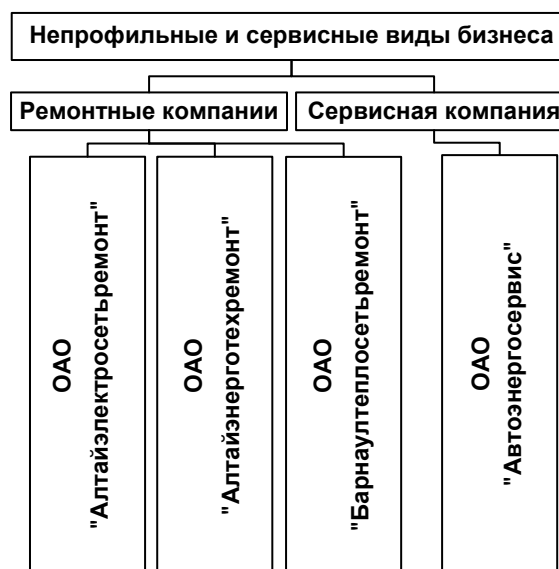 Непрофильные и сервисные виды бизнеса
Ремонтные компании
Сервисная компания
ОАО
"Алтайэлектросетьремонт"
ОАО
"Алтайэнерготехремонт"
ОАО
"Барнаултеплосетьремонт"
ОАО
"Автоэнергосервис"